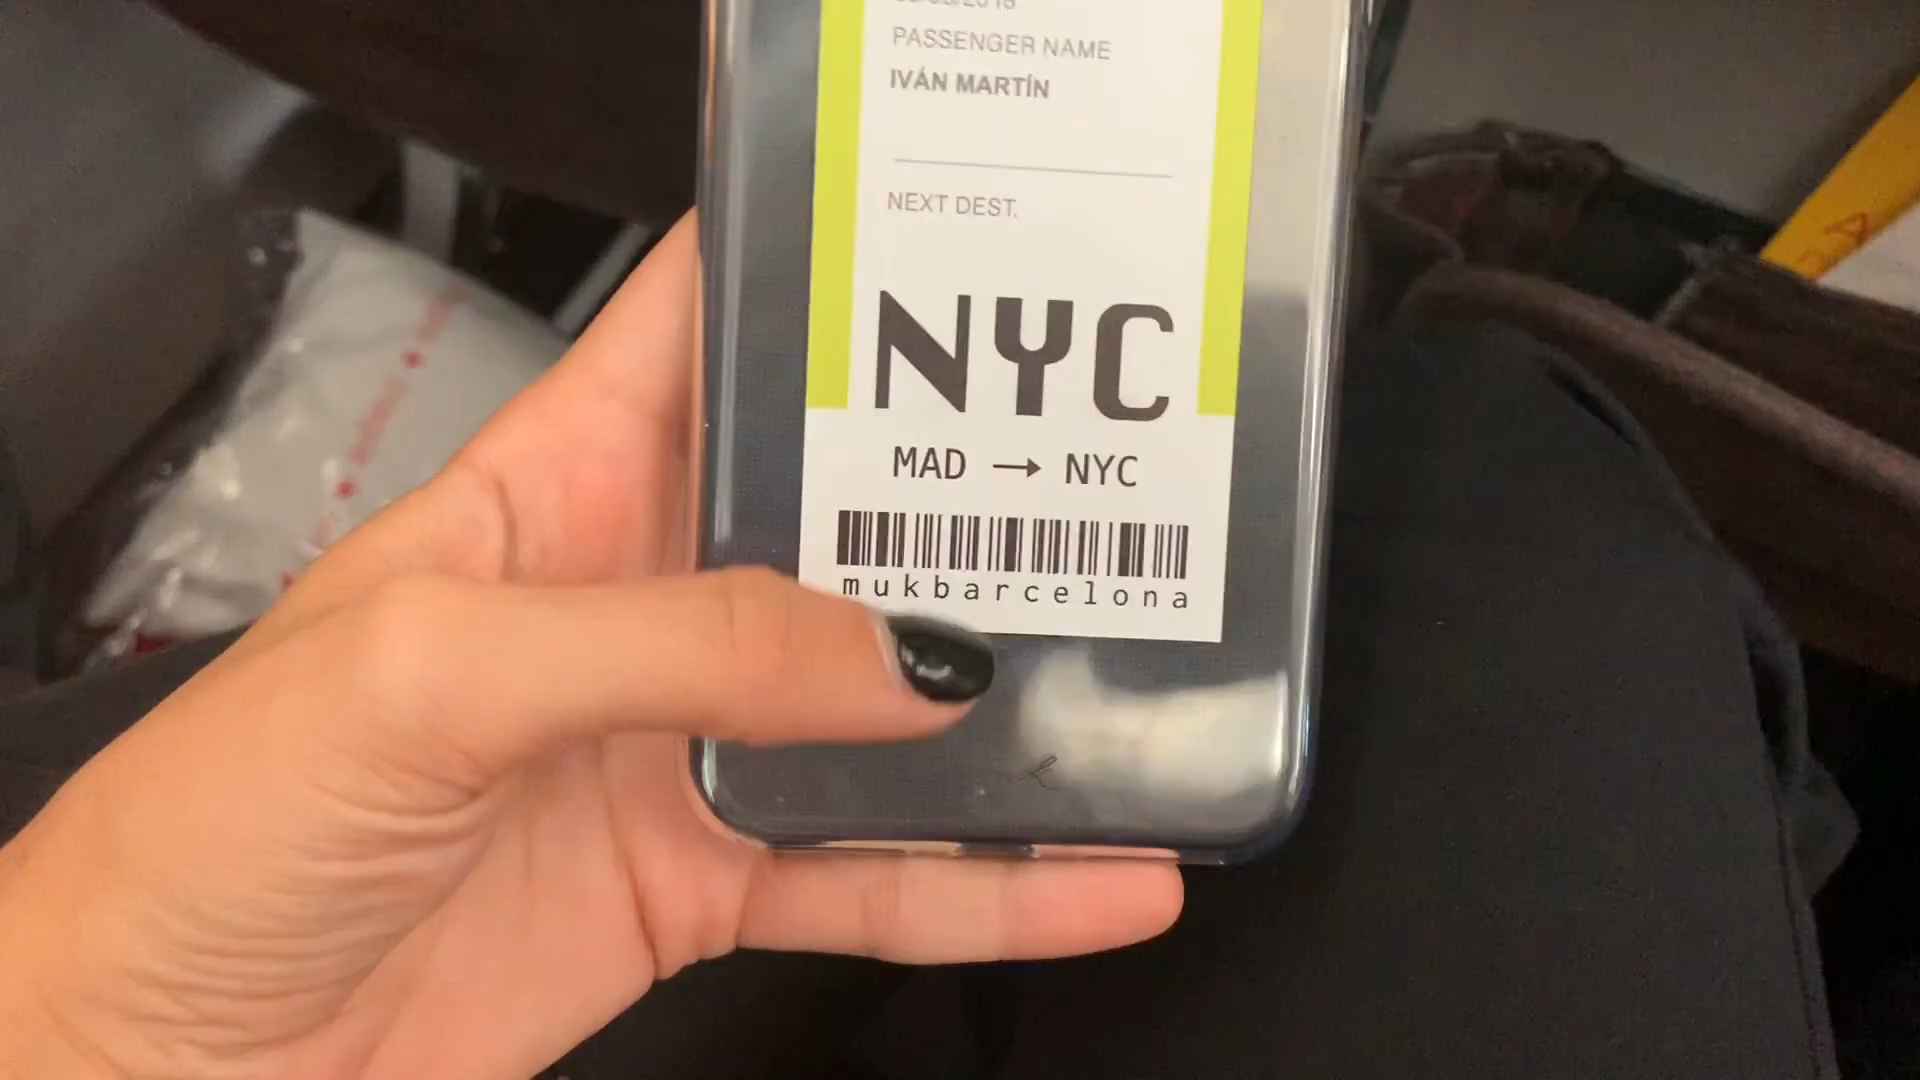 PASSENGER NAME
IVÁN MARTÍN
NEXT DEST.
NYC
MAD → NYC
mukbarcelona